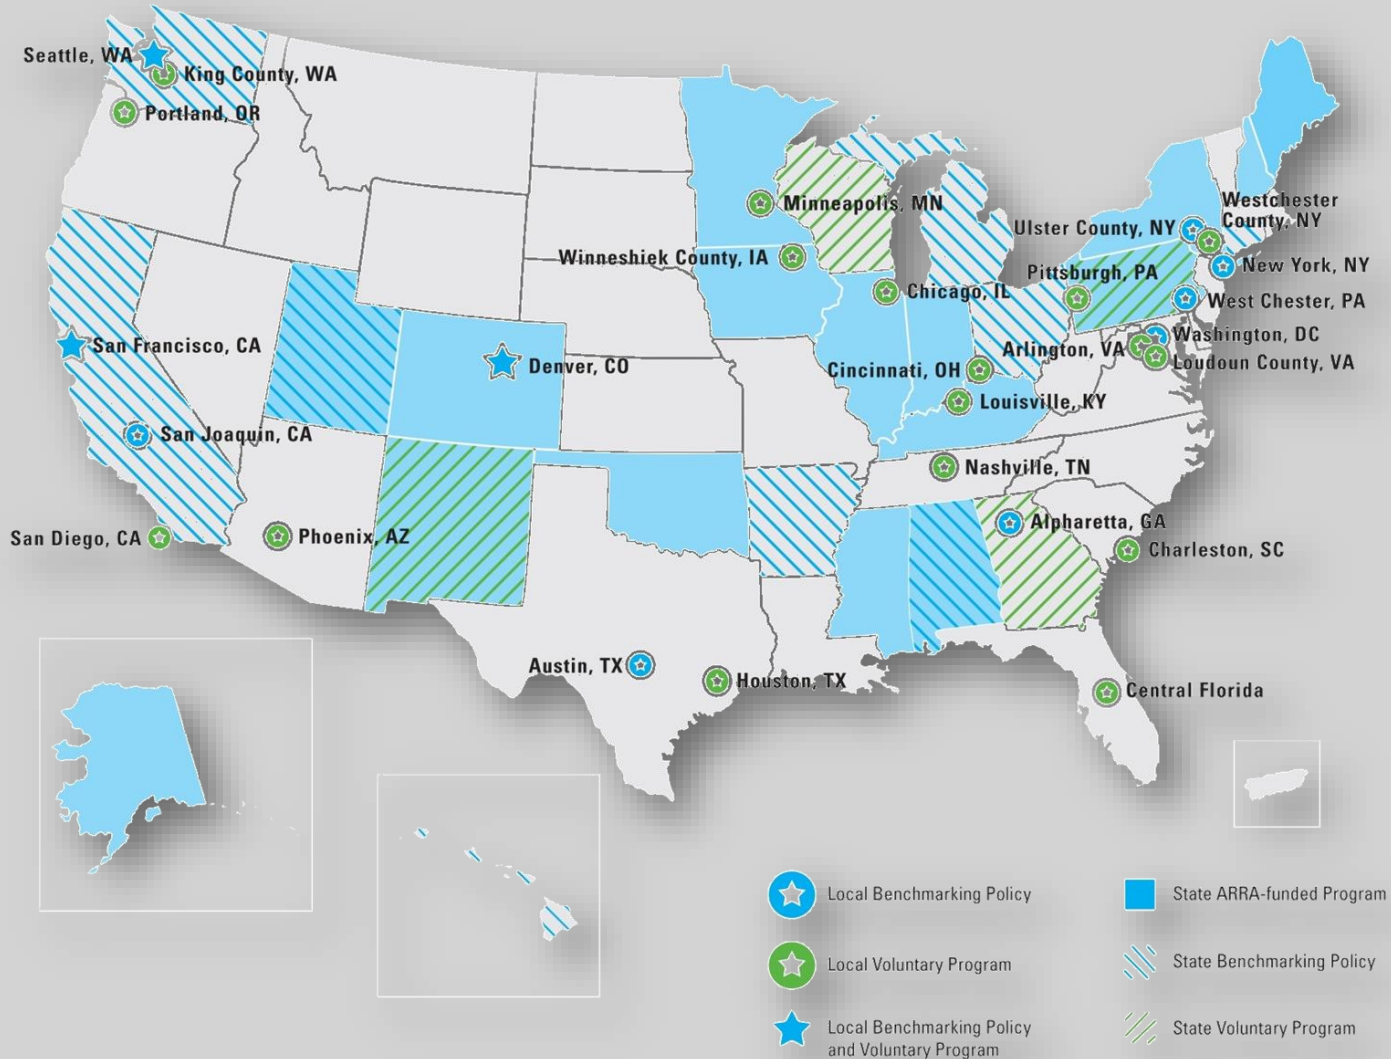 Seattle, WA
King County, WA
Portland, OR
Minneapolis, MN
Westchester
County, NY
Ulster County, NY
Winneshiek County, IA
New York, NY
Pittsburgh, PA
Chicago, IL
West Chester, PA
Washington, DC
San Francisco, CA
Arlington, VA
Loudoun County, VA
Denver, CO
Cincinnati, OH
Louisville, KY
San Joaquin, CA
Nashville, TN
Alpharetta, GA
San Diego, CA
Phoenix, AZ
Charleston, SC
Austin, TX
Houston, TX
Central Florida
Local Benchmarking Policy
State ARRA-funded Program
Local Voluntary Program
State Benchmarking Policy
Local Benchmarking Policy
and Voluntary Program
State Voluntary Program